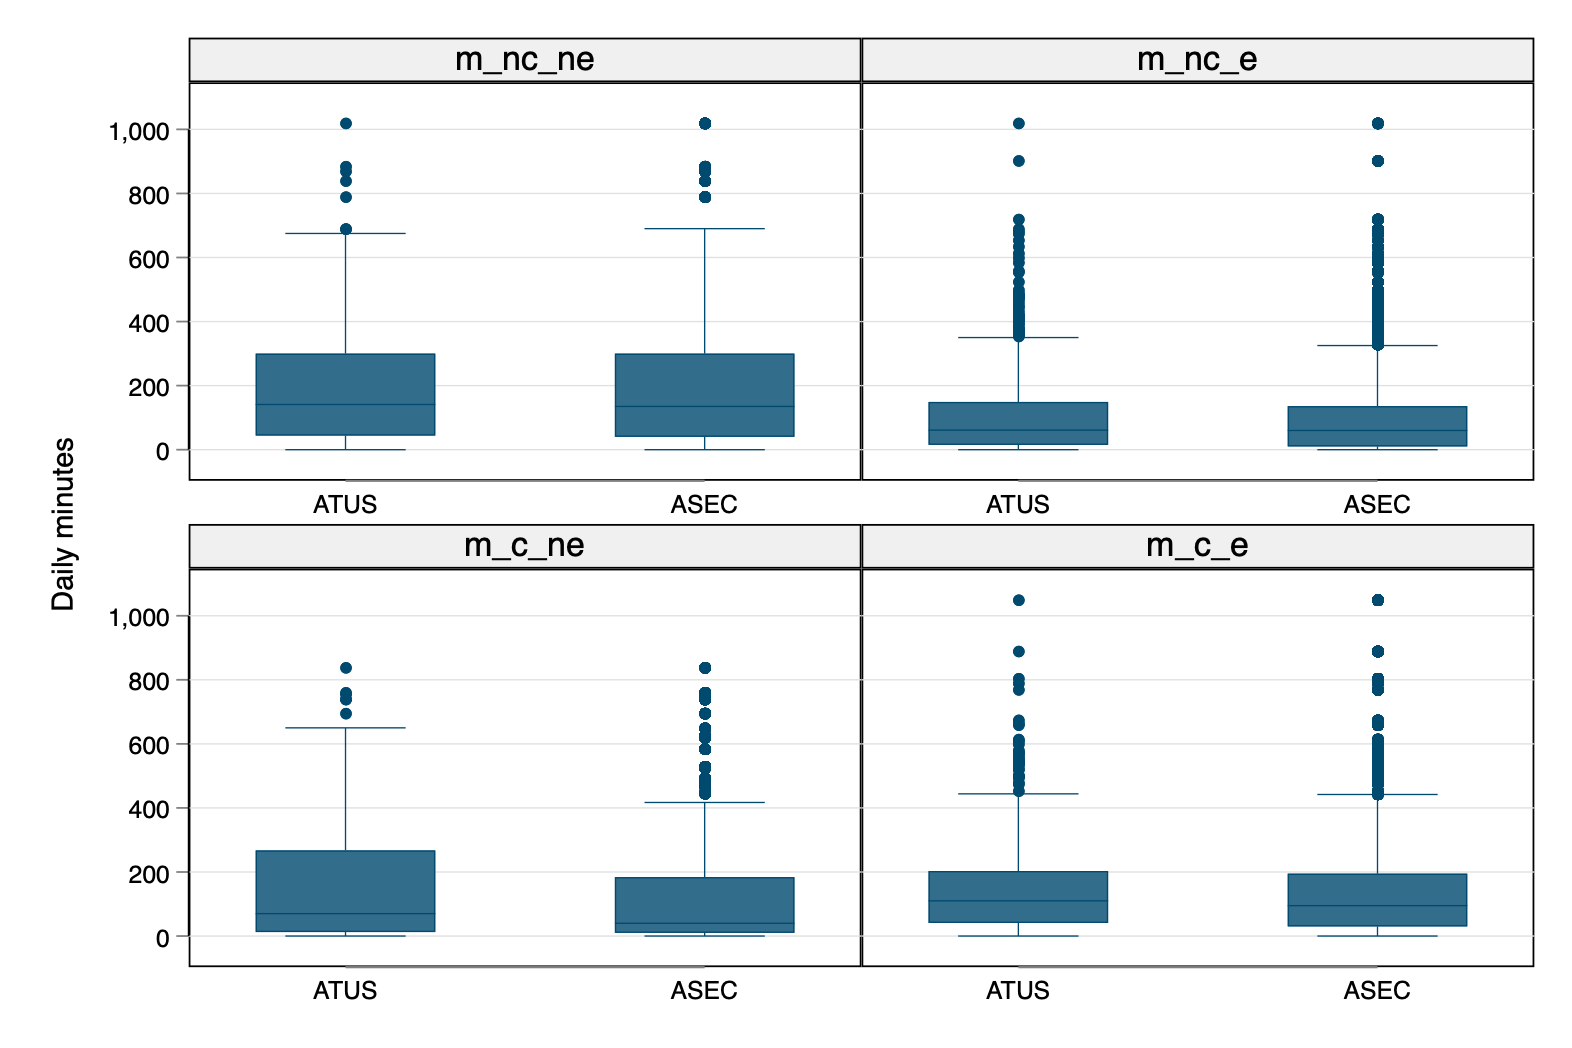 Daily minutes
m_nc_ne
m_nc_e
1,000
800
600
400
200
0
ATUS
ASEC
ATUS
ASEC
m_c_ne
m_c_e
1,000
800
600
400
200
0
ATUS
ASEC
ATUS
ASEC